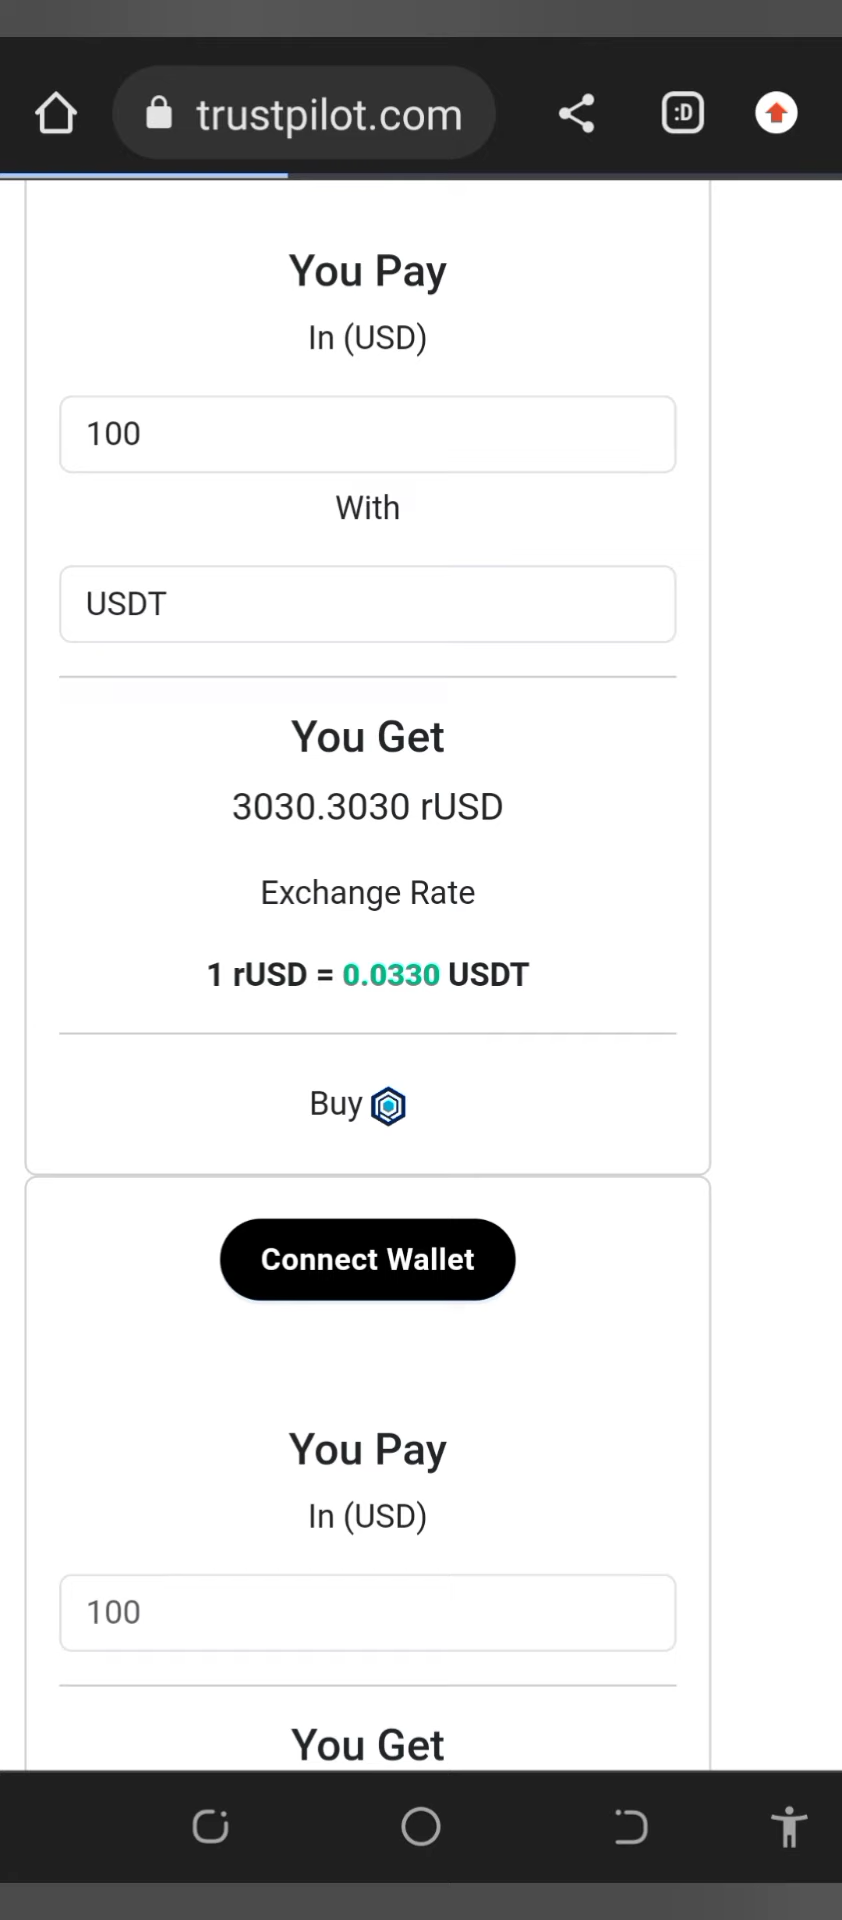 trustpilot.com
:D
You Pay
In (USD)
100
With
USDT
You Get
3030.3030 rUSD
Exchange Rate
1 rUSD = 0.0330 USDT
Buy
Connect Wallet
You Pay
In (USD)
100
You Get